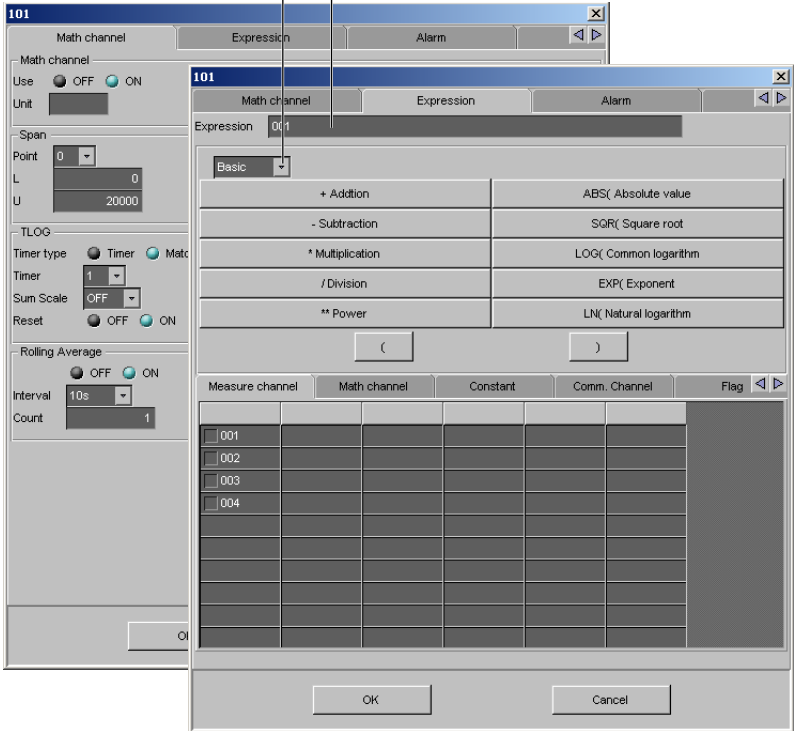 101
Math channel Expression Alarm
Math channel
Use OFF ON
Unit
Span
Point 0
L 0
U 20000
TLOG
Timer type Timer Matc
Timer 1
Sum Scale OFF
Reset OFF ON
Rolling Average
OFF ON
Interval 10s
Count 1
101
Math channel Expression Alarm
Expression 001
Basic
+ Addtion ABS( Absolute value
- Subtraction SQR( Square root
* Multiplication LOG( Common logarithm
/ Division EXP( Exponent
** Power LN( Natural logarithm
( )
Measure channel Math channel Constant Comm. Channel Flag
001
002
003
004
OK Cancel